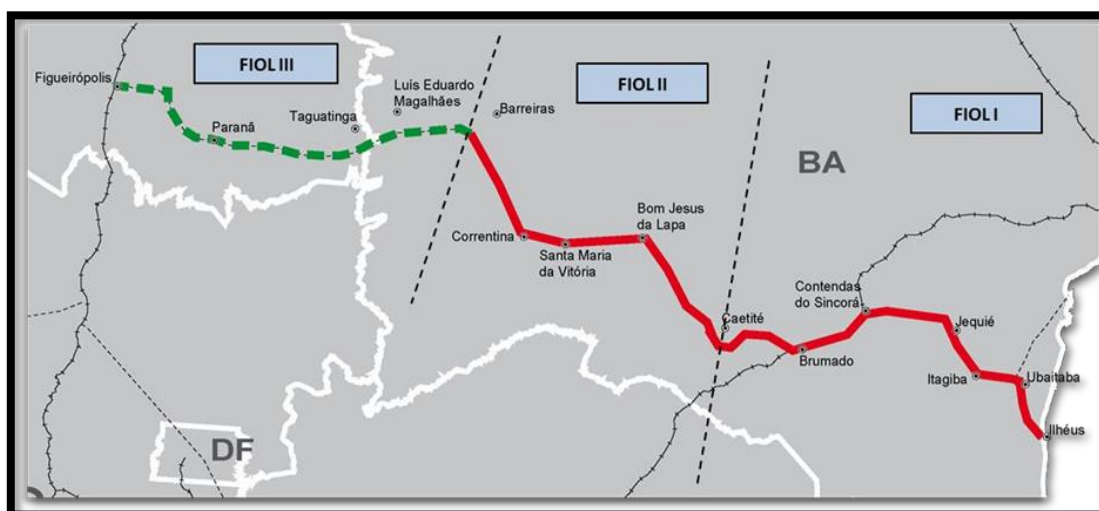 FIOL III
FIOL II
FIOL I
Figueirópolis
Luís Eduardo
Magalhães
Barreiras
Taguatinga
Paranã
BA
Correntina
Santa Maria
da Vitória
Bom Jesus
da Lapa
Contendas
do Sincorá
Caetité
Jequié
Brumado
Itagiba
Ubaitaba
Ilhéus
DF